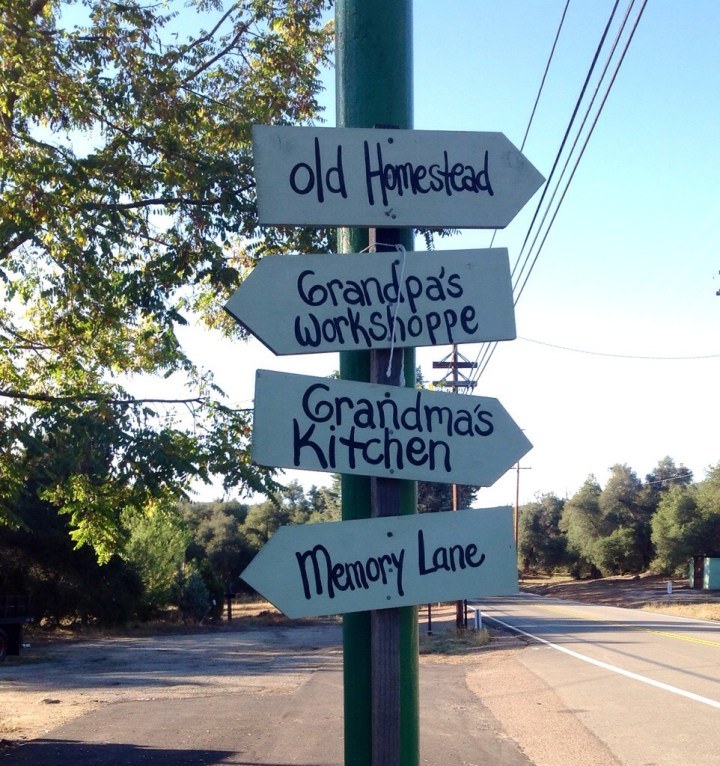 old Homestead
Grandpa's
Workshoppe
Grandma's
Kitchen
Memory Lane